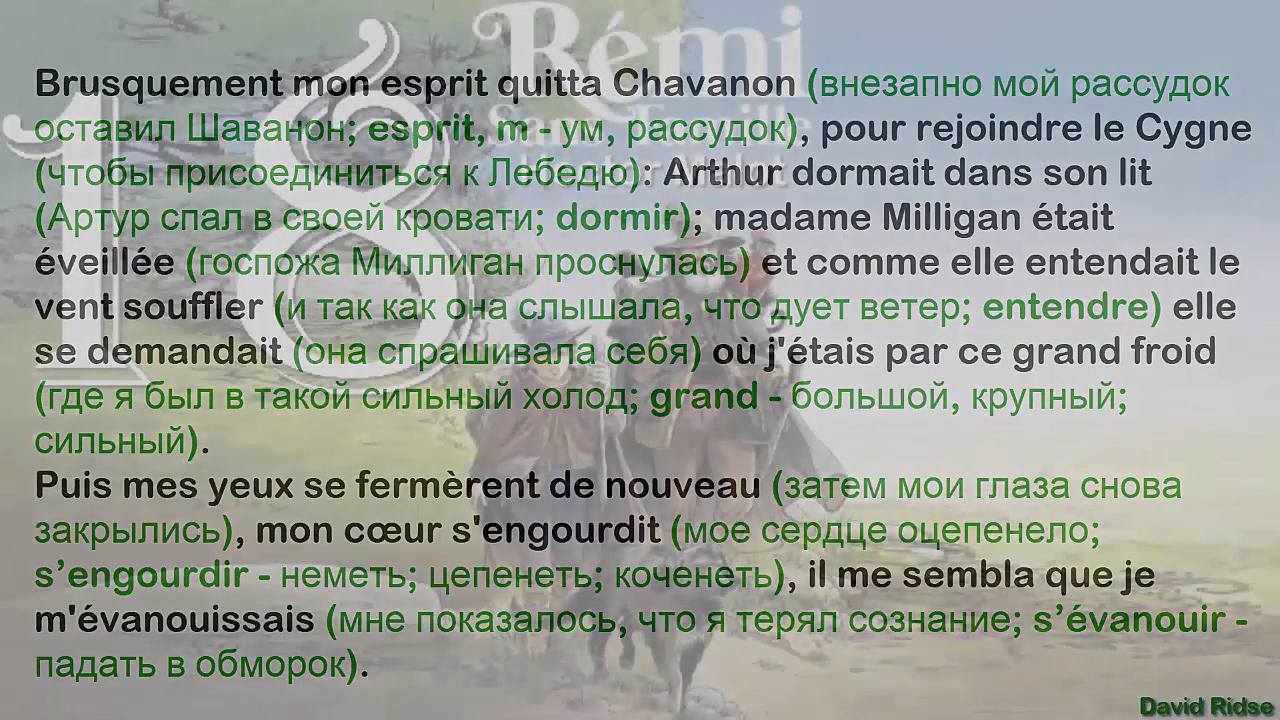 18
Rémi
Sans Famille
Brusquement mon esprit quitta Chavanon (внезапно мой рассудок
оставил Шаванон; esprit, m - ум, рассудок), pour rejoindre le Cygne
(чтобы присоединиться к Лебедю): Arthur dormait dans son lit
(Артур спал в своей кровати; dormir); madame Milligan était
éveillée (госпожа Миллиган проснулась) et comme elle entendait le
vent souffler (и так как она слышала, что дует ветер; entendre) elle
se demandait (она спрашивала себя) où j'étais par ce grand froid
(где я был в такой сильный холод; grand - большой, крупный;
сильный).
Puis mes yeux se fermèrent de nouveau (затем мои глаза снова
закрылись), mon cœur s'engourdit (мое сердце оцепенело;
s’engourdir - неметь; цепенеть; коченеть), il me sembla que je
m'évanouissais (мне показалось, что я терял сознание; s’évanouir -
падать в обморок).
David Ridse